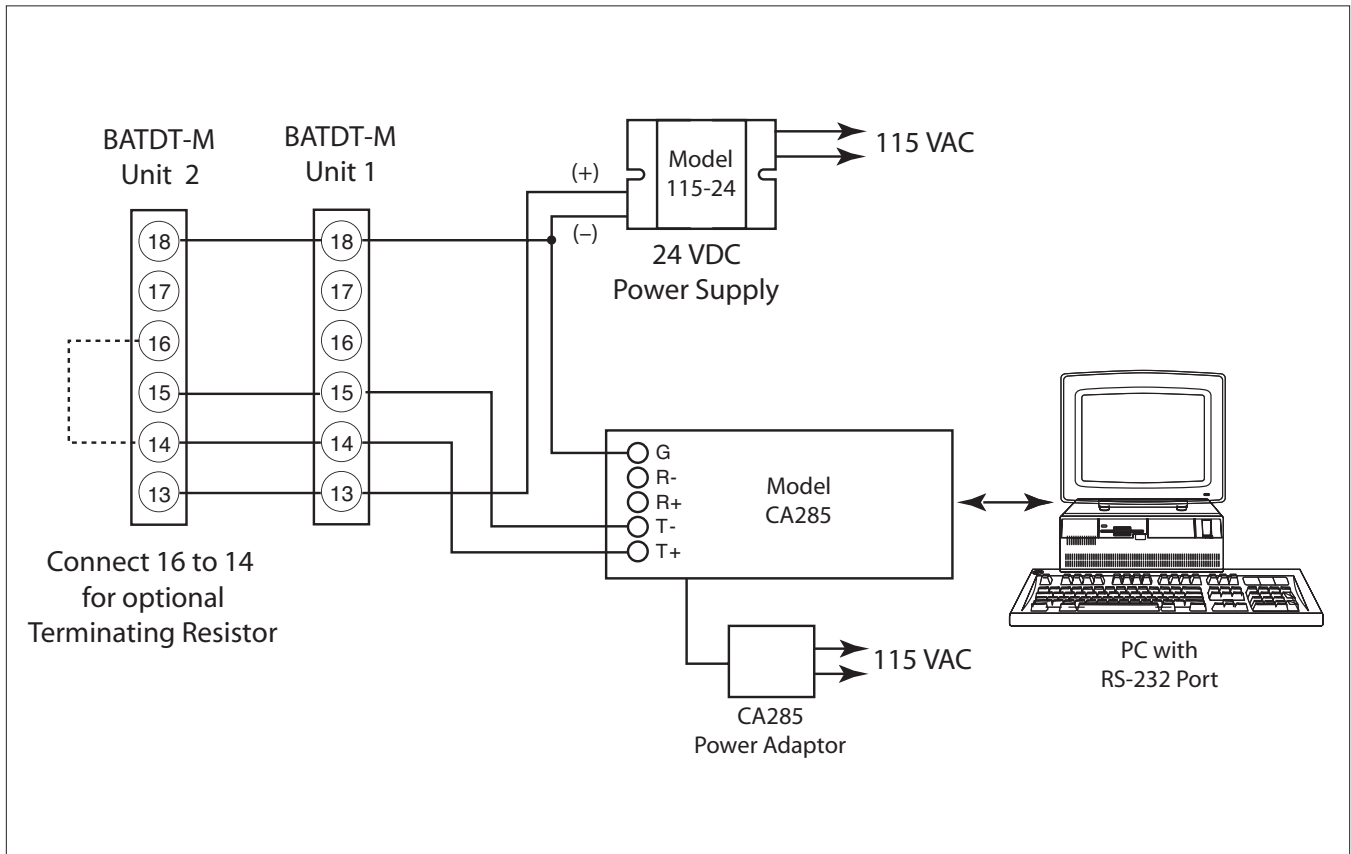 BATDT-M
Unit 2
BATDT-M
Unit 1
18
17
16
15
14
13
18
17
16
15
14
13
Connect 16 to 14
for optional
Terminating Resistor
(+)
(–)
Model
115-24
115 VAC
24 VDC
Power Supply
G
R-
R+
T-
T+
Model
CA285
115 VAC
CA285
Power Adaptor
PC with
RS-232 Port